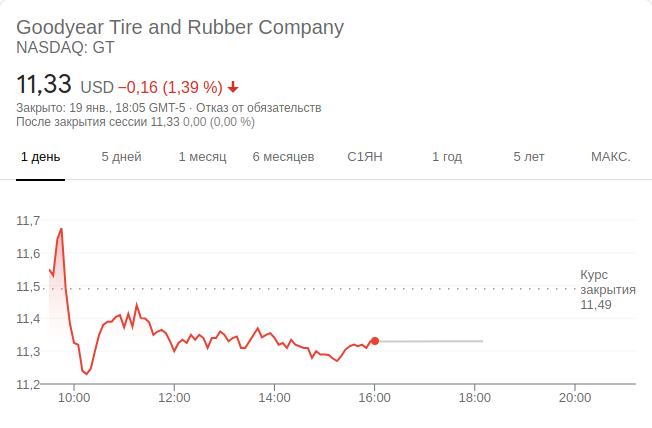 Goodyear Tire and Rubber Company
NASDAQ: GT
11,33 USD −0,16 (1,39 %)
Закрыто: 19 янв., 18:05 GMT-5 · Отказ от обязательств
После закрытия сессии 11,33 0,00 (0,00 %)
1 день 5 дней 1 месяц 6 месяцев С1ЯН 1 год 5 лет МАКС.
11,7
11,6
11,5
11,4
11,3
11,2
Курс
закрытия
11,49
10:00 12:00 14:00 16:00 18:00 20:00